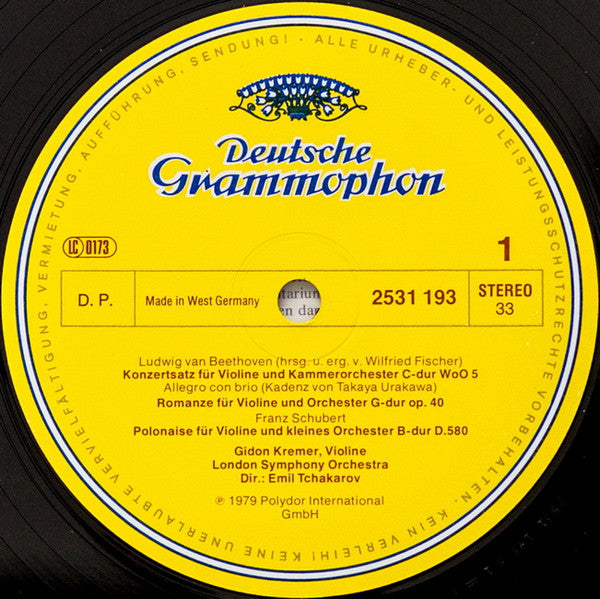 KEINE UNERLAUBTE VERVIELFÄLTIGUNG, VERMIETUNG, AUFFÜHRUNG, SENDUNG! · ALLE URHEBER- UND LEISTUNGSSCHUTZRECHTE VORBEHALTEN. KEIN VERLEIH!
Deutsche
Grammophon
LC 0173
1
D. P.
Made in West Germany
tarium
en dar
2531 193
STEREO
33
Ludwig van Beethoven (hrsg. u. erg. v. Wilfried Fischer)
Konzertsatz für Violine und Kammerorchester C-dur WoO 5
Allegro con brio (Kadenz von Takaya Urakawa)
Romanze für Violine und Orchester G-dur op. 40
Franz Schubert
Polonaise für Violine und kleines Orchester B-dur D.580
Gidon Kremer, Violine
London Symphony Orchestra
Dir.: Emil Tchakarov
℗ 1979 Polydor International
GmbH